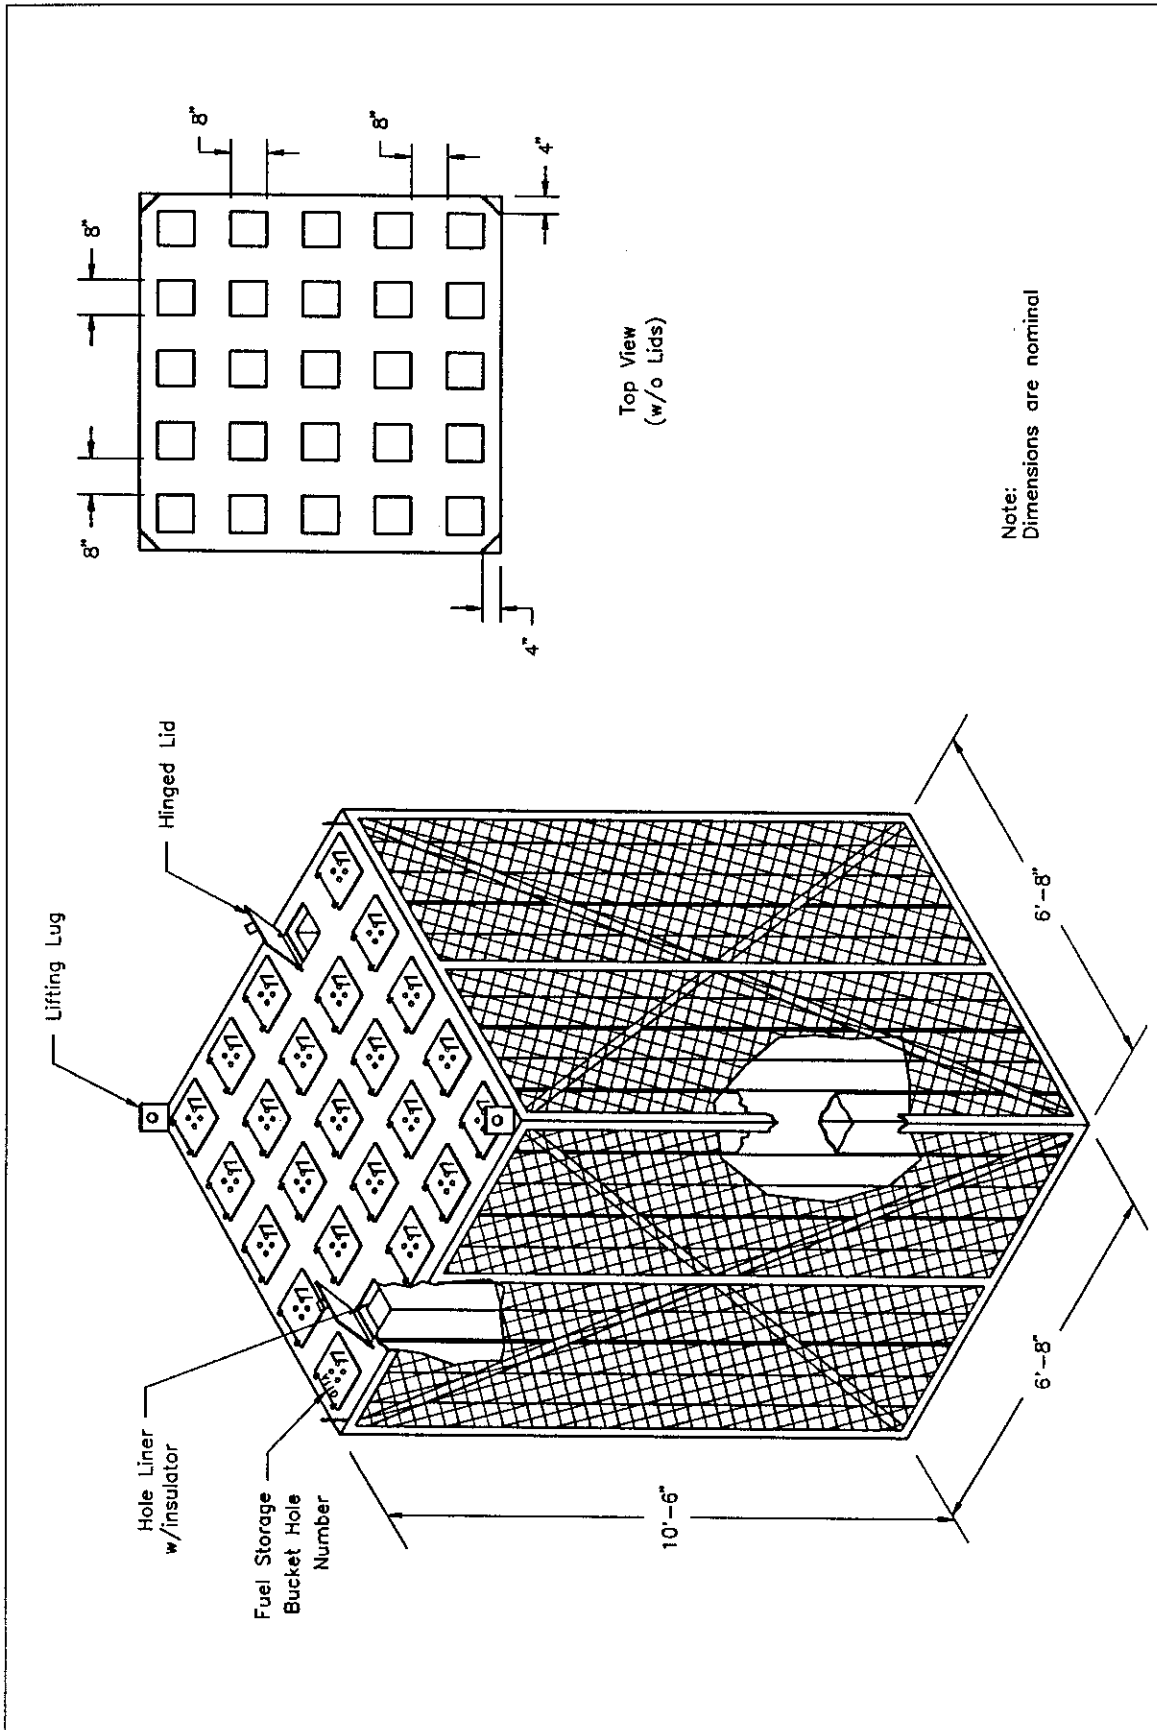 Lifting Lug
Hinged Lid
Hole Liner
w/insulator
Fuel Storage
Bucket Hole
Number
10'-6"
6'-8"
6'-8"
8"
8"
8"
8"
4"
4"
Top View
(w/o Lids)
Note:
Dimensions are nominal